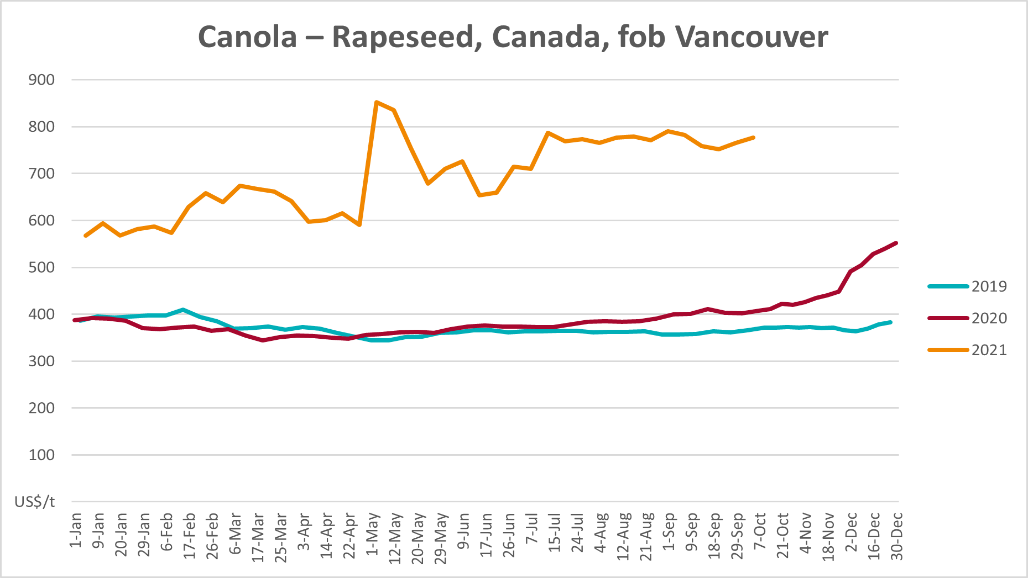 Canola – Rapeseed, Canada, fob Vancouver
900
800
700
600
500
400
300
200
100
US$/t
1-Jan
9-Jan
20-Jan
29-Jan
6-Feb
17-Feb
26-Feb
6-Mar
17-Mar
25-Mar
3-Apr
14-Apr
22-Apr
1-May
12-May
20-May
29-May
9-Jun
17-Jun
26-Jun
7-Jul
15-Jul
24-Jul
4-Aug
12-Aug
21-Aug
1-Sep
9-Sep
18-Sep
29-Sep
7-Oct
21-Oct
4-Nov
18-Nov
2-Dec
16-Dec
30-Dec
2019
2020
2021